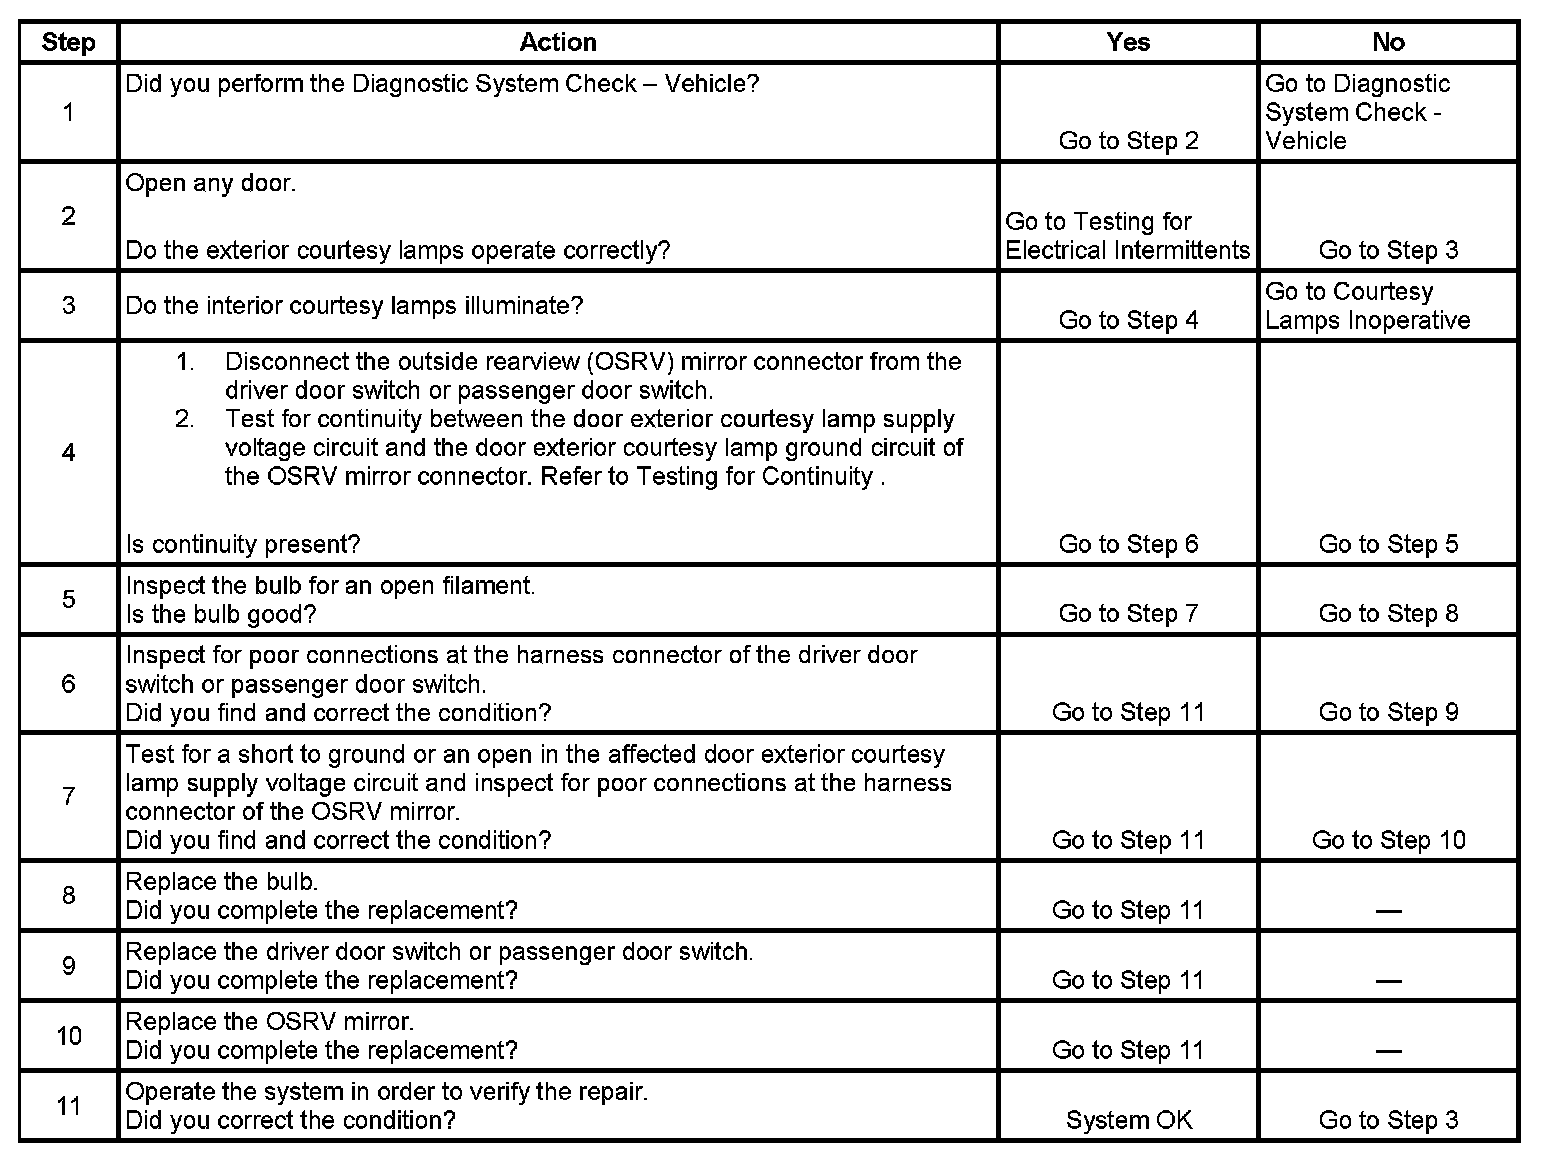 Step Action Yes No
1
Did you perform the Diagnostic System Check – Vehicle?
Go to Step 2
Go to Diagnostic
System Check -
Vehicle
2
Open any door.
Do the exterior courtesy lamps operate correctly?
Go to Testing for
Electrical Intermittents
Go to Step 3
3
Do the interior courtesy lamps illuminate?
Go to Step 4
Go to Courtesy
Lamps Inoperative
4
1. Disconnect the outside rearview (OSRV) mirror connector from the
driver door switch or passenger door switch.
2. Test for continuity between the door exterior courtesy lamp supply
voltage circuit and the door exterior courtesy lamp ground circuit of
the OSRV mirror connector. Refer to Testing for Continuity .
Is continuity present?
Go to Step 6
Go to Step 5
5
Inspect the bulb for an open filament.
Is the bulb good?
Go to Step 7
Go to Step 8
6
Inspect for poor connections at the harness connector of the driver door
switch or passenger door switch.
Did you find and correct the condition?
Go to Step 11
Go to Step 9
7
Test for a short to ground or an open in the affected door exterior courtesy
lamp supply voltage circuit and inspect for poor connections at the harness
connector of the OSRV mirror.
Did you find and correct the condition?
Go to Step 11
Go to Step 10
8
Replace the bulb.
Did you complete the replacement?
Go to Step 11
—
9
Replace the driver door switch or passenger door switch.
Did you complete the replacement?
Go to Step 11
—
10
Replace the OSRV mirror.
Did you complete the replacement?
Go to Step 11
—
11
Operate the system in order to verify the repair.
Did you correct the condition?
System OK
Go to Step 3